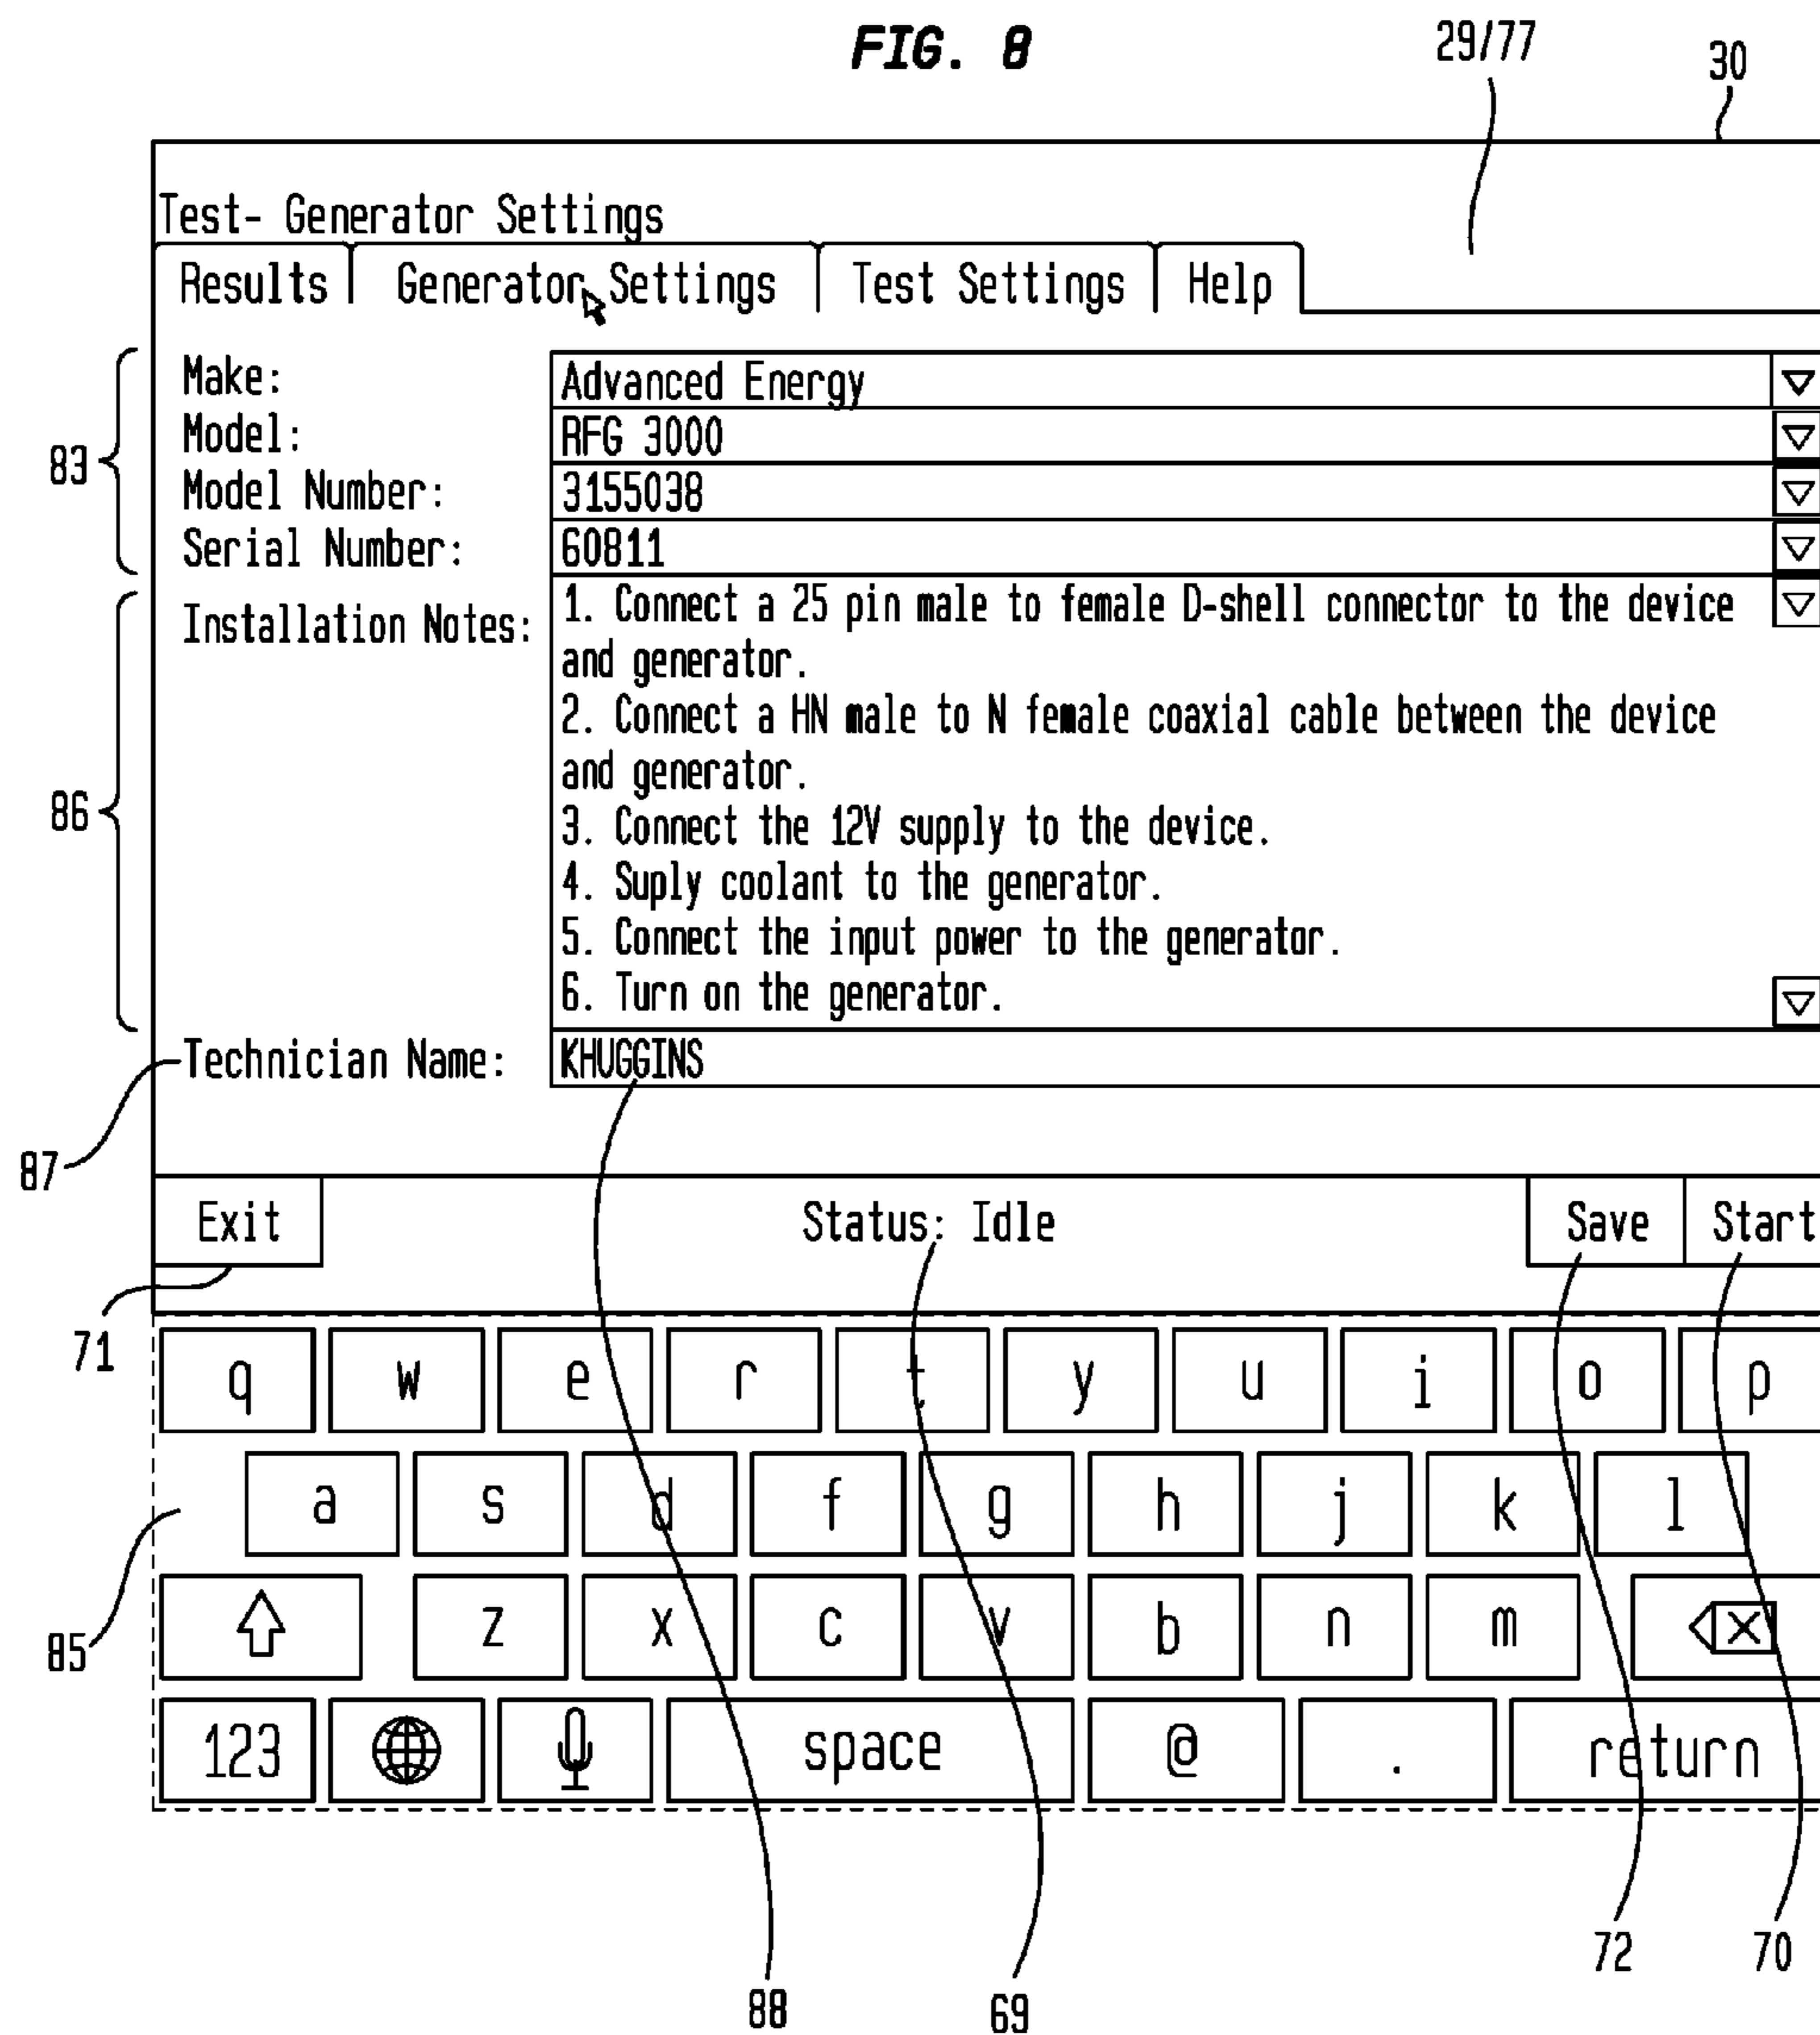 FIG. 8
29/77
30
Test- Generator Settings
Results Generator Settings Test Settings Help
Make: Advanced Energy
Model: RFG 3000
83
Model Number: 3155038
Serial Number: 60811
Installation Notes: 1. Connect a 25 pin male to female D-shell connector to the device
and generator.
2. Connect a HN male to N female coaxial cable between the device
and generator.
86
3. Connect the 12V supply to the device.
4. Suply coolant to the generator.
5. Connect the input power to the generator.
6. Turn on the generator.
Technician Name: KHUGGINS
87
Exit Status: Idle Save Start
71
q w e r t y u i o p
a s d f g h j k l
85
z x c v b n m
123 space @ . return
72 70
88 69